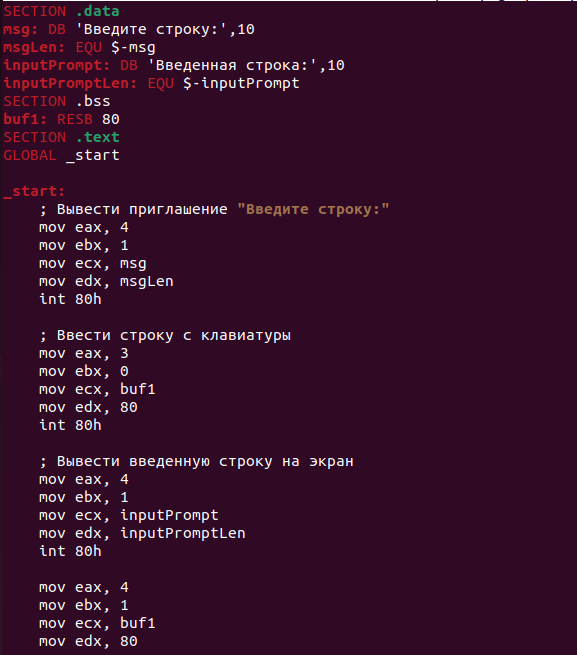 SECTION .data
msg: DB 'Введите строку:',10
msgLen: EQU $-msg
inputPrompt: DB 'Введенная строка:',10
inputPromptLen: EQU $-inputPrompt
SECTION .bss
buf1: RESB 80
SECTION .text
GLOBAL _start

_start:
    ; Вывести приглашение "Введите строку:"
    mov eax, 4
    mov ebx, 1
    mov ecx, msg
    mov edx, msgLen
    int 80h

    ; Ввести строку с клавиатуры
    mov eax, 3
    mov ebx, 0
    mov ecx, buf1
    mov edx, 80
    int 80h

    ; Вывести введенную строку на экран
    mov eax, 4
    mov ebx, 1
    mov ecx, inputPrompt
    mov edx, inputPromptLen
    int 80h

    mov eax, 4
    mov ebx, 1
    mov ecx, buf1
    mov edx, 80